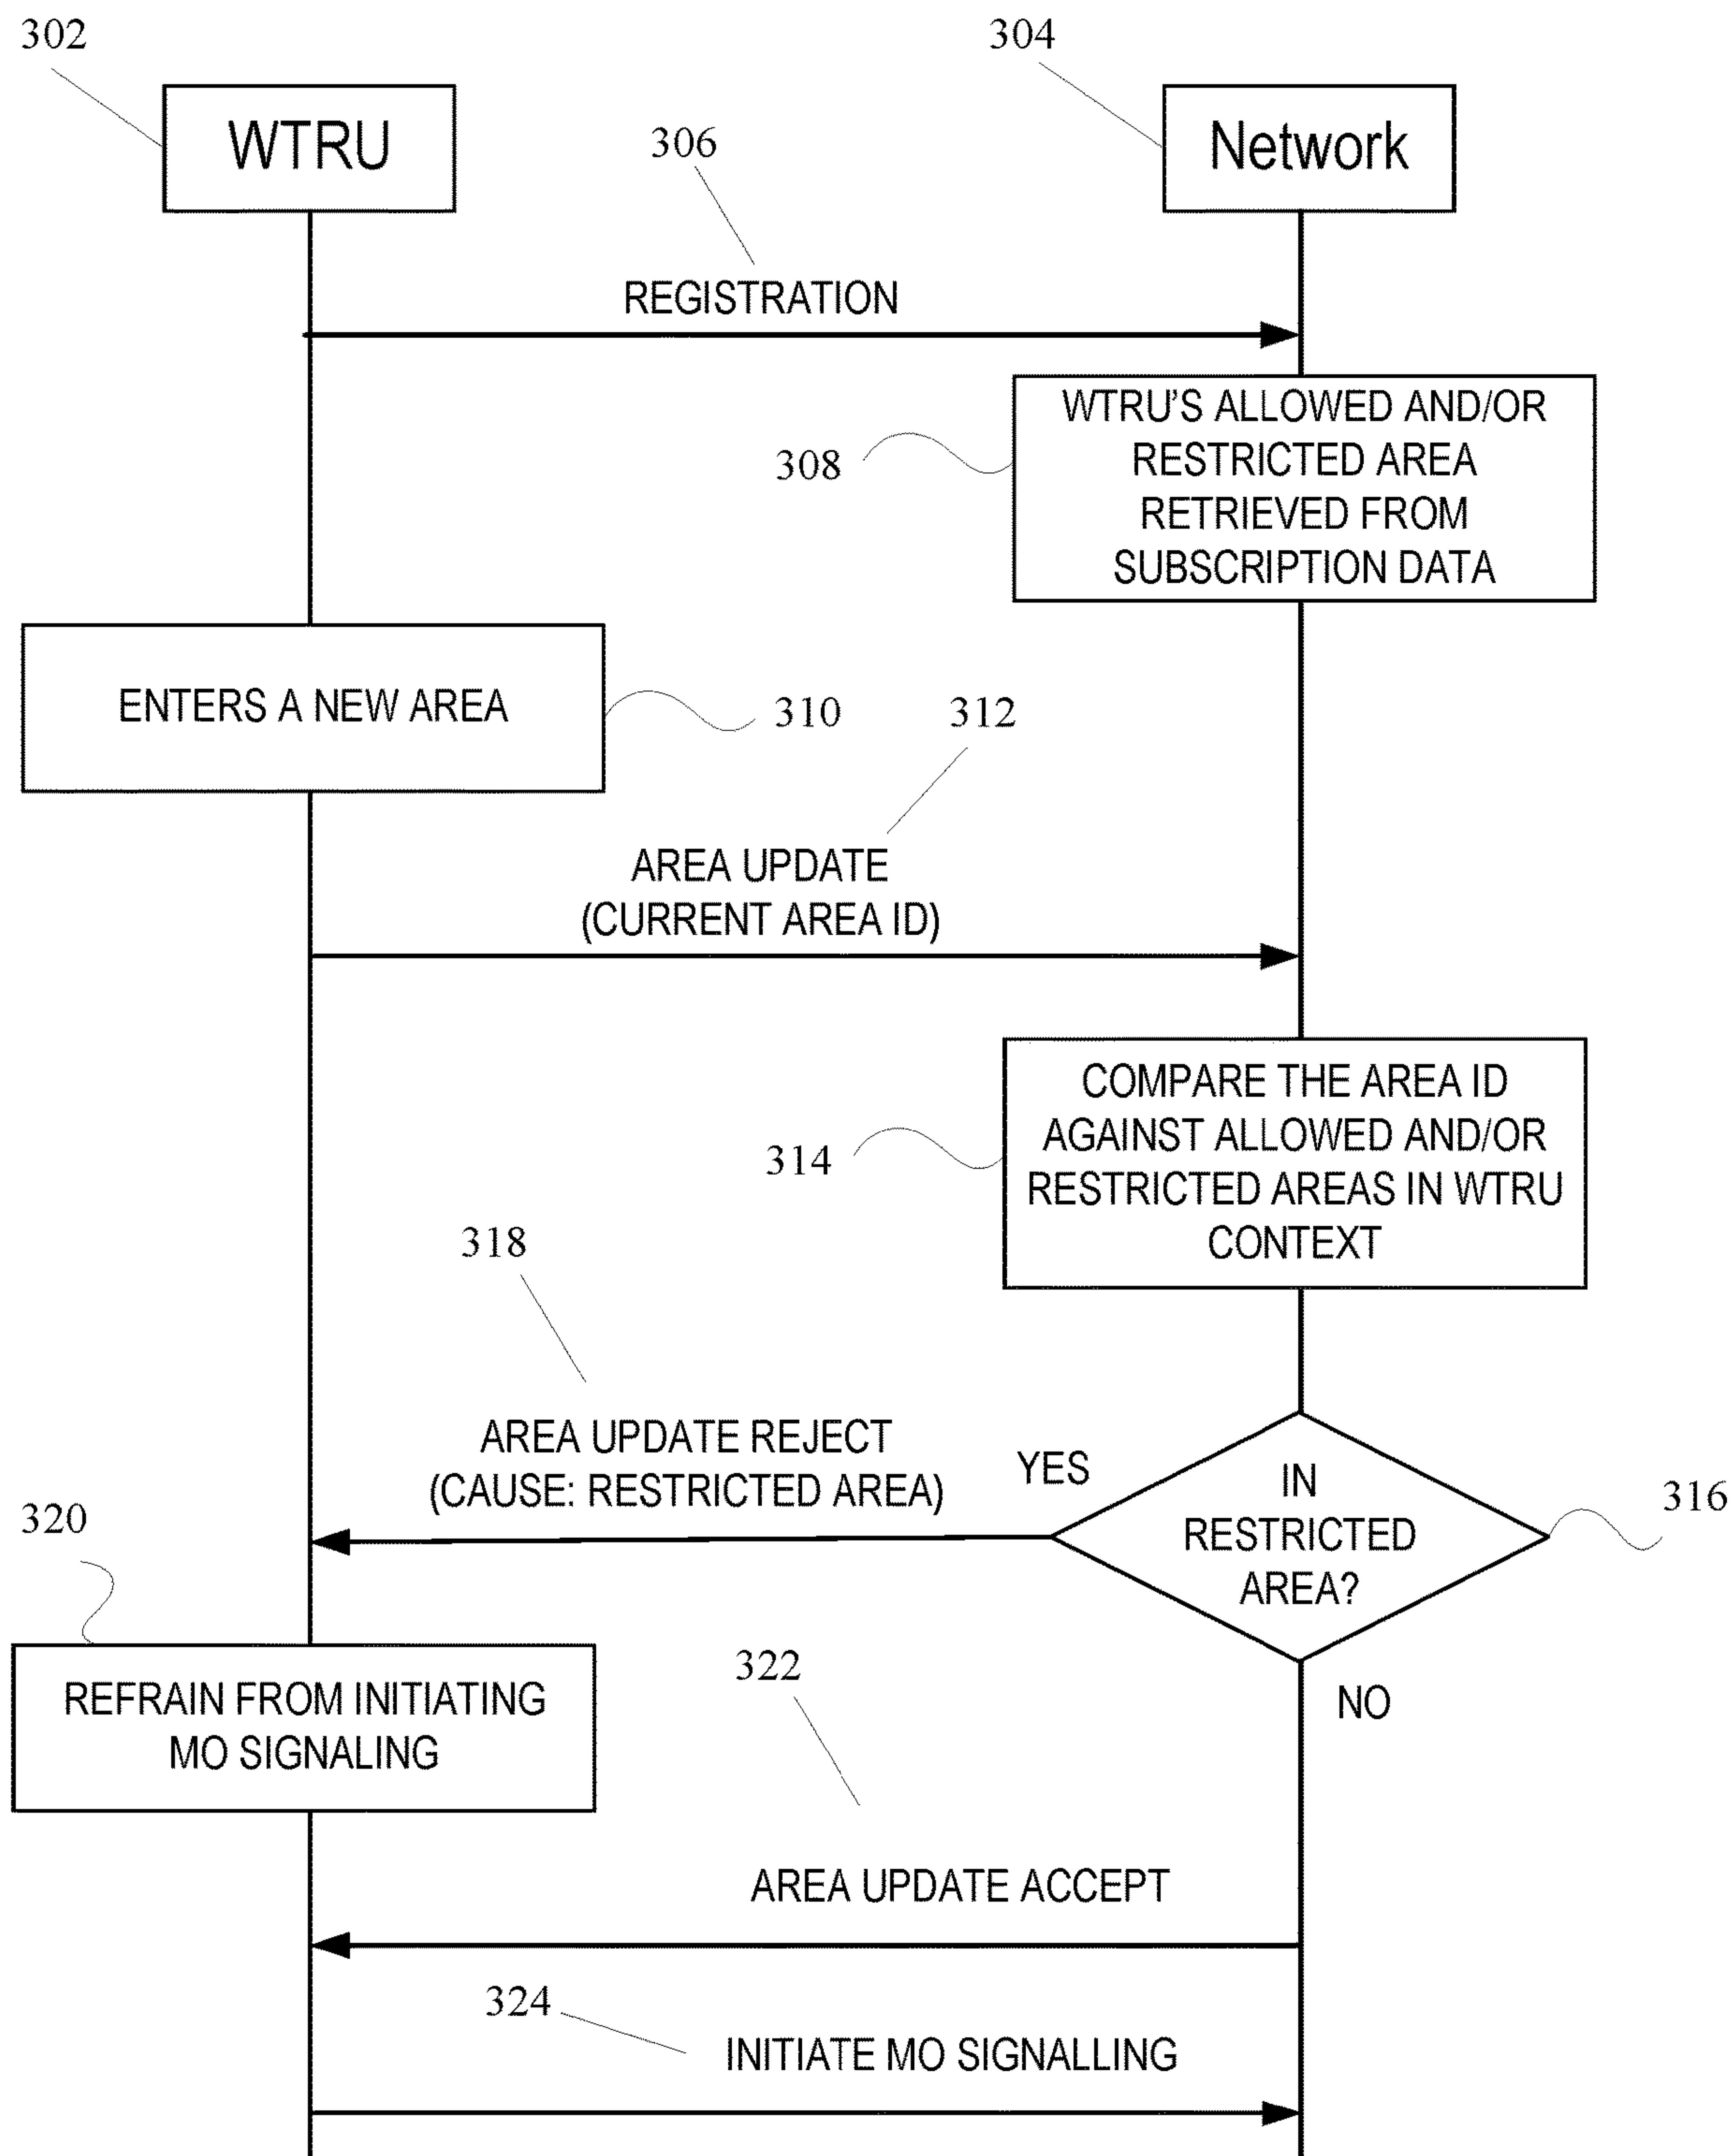 302
304
WTRU
Network
306
REGISTRATION
WTRU'S ALLOWED AND/OR
RESTRICTED AREA
RETRIEVED FROM
SUBSCRIPTION DATA
308
ENTERS A NEW AREA
310
312
AREA UPDATE
(CURRENT AREA ID)
COMPARE THE AREA ID
AGAINST ALLOWED AND/OR
RESTRICTED AREAS IN WTRU
CONTEXT
314
318
AREA UPDATE REJECT
(CAUSE: RESTRICTED AREA)
YES
IN
RESTRICTED
AREA?
316
320
REFRAIN FROM INITIATING
MO SIGNALING
322
NO
AREA UPDATE ACCEPT
324
INITIATE MO SIGNALLING